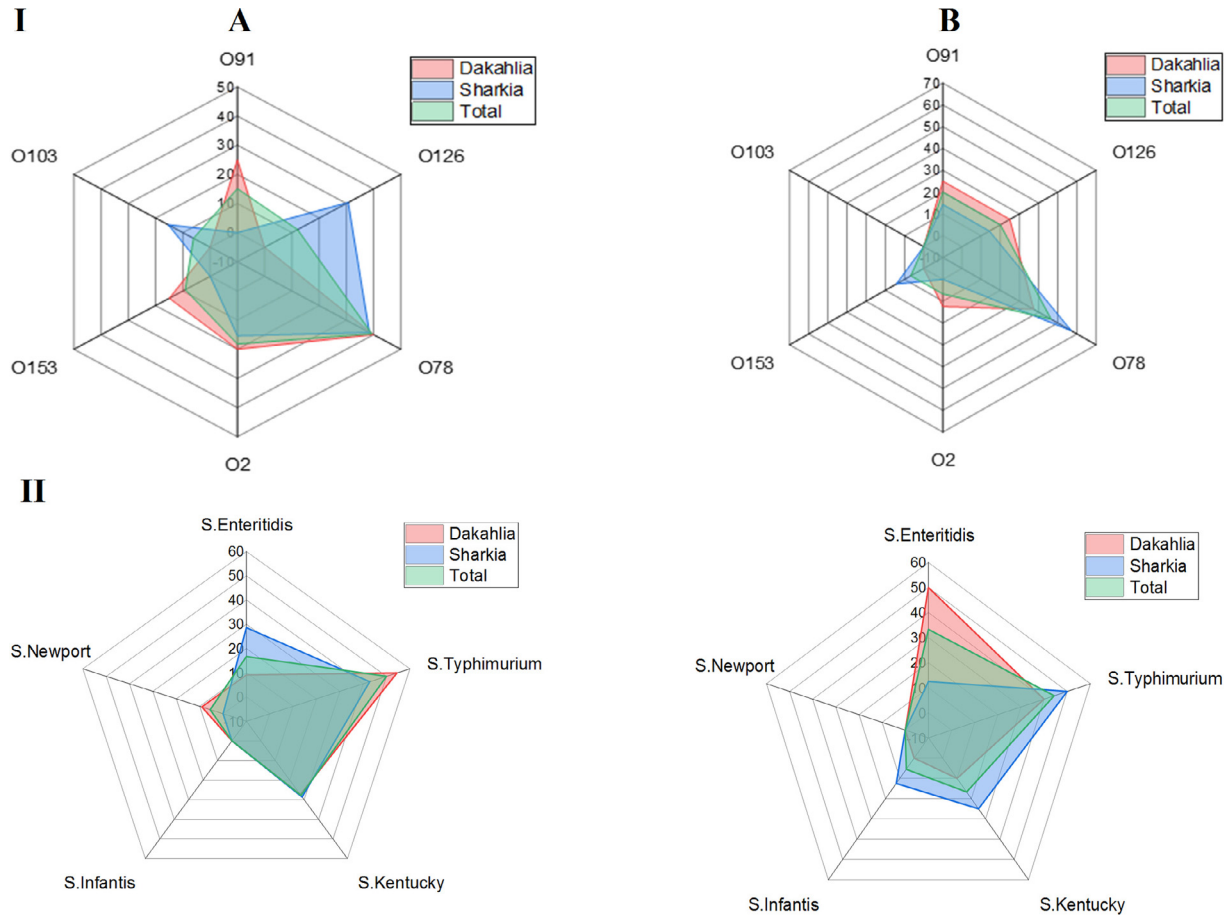 I
A
B
O91
Dakahlia
Sharkia
Total
50
40
30
20
10
0
-10
O103
O126
O153
O78
O2
O91
Dakahlia
Sharkia
Total
70
60
50
40
30
20
10
0
-10
O103
O126
O153
O78
O2
II
S.Enteritidis
Dakahlia
Sharkia
Total
60
50
40
30
20
10
0
10
S.Newport
S.Typhimurium
S.Infantis
S.Kentucky
S.Enteritidis
Dakahlia
Sharkia
Total
60
50
40
30
20
10
0
10
S.Newport
S.Typhimurium
S.Infantis
S.Kentucky